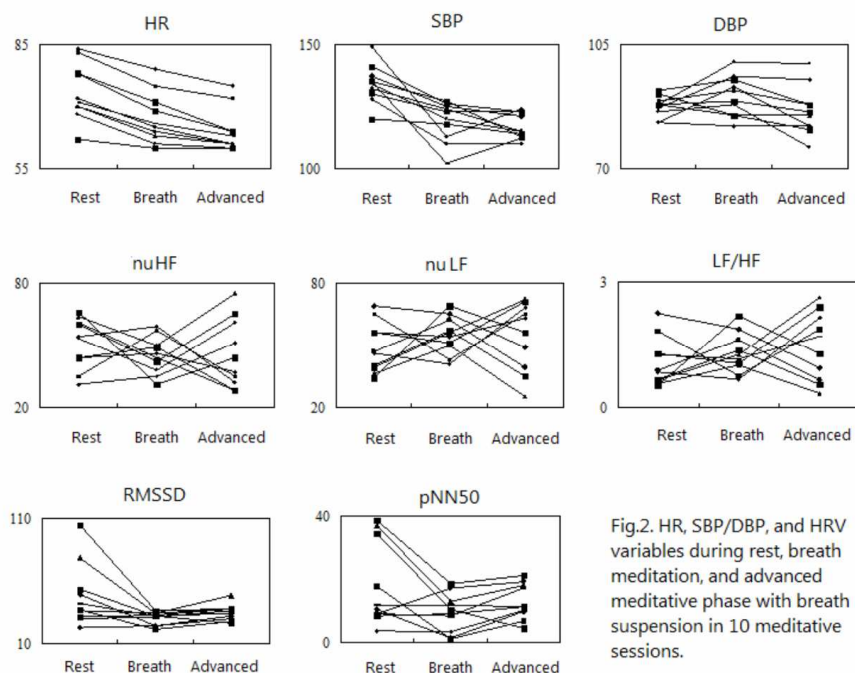 HR
SBP
DBP
85
150
105
55
100
70
Rest Breath Advanced
Rest Breath Advanced
Rest Breath Advanced
nuHF
nuLF
LF/HF
80
80
3
20
20
0
Rest Breath Advanced
Rest Breath Advanced
Rest Breath Advanced
RMSSD
pNN50
110
40
10
0
Rest Breath Advanced
Rest Breath Advanced
Fig.2. HR, SBP/DBP, and HRV
variables during rest, breath
meditation, and advanced
meditative phase with breath
suspension in 10 meditative
sessions.